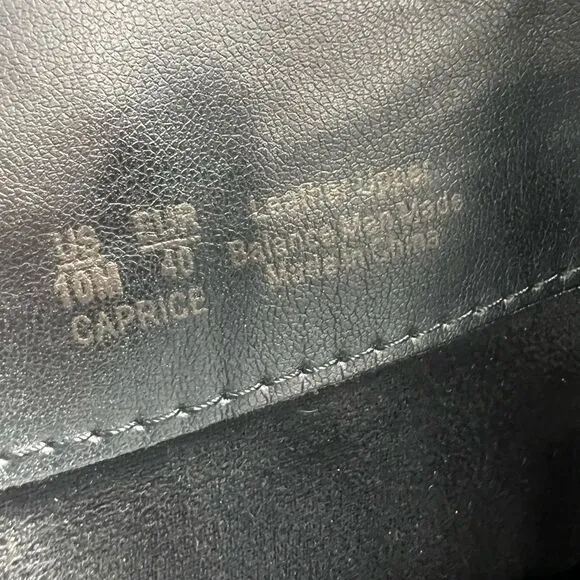 US EUR
10M 40
CAPRICE
Leather Upper
Balance Man Made
Made in China